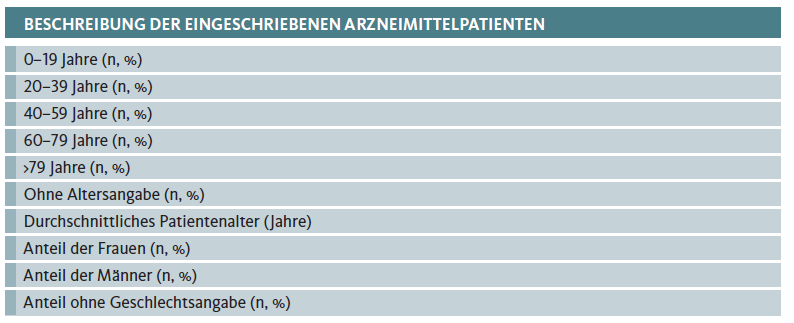 BESCHREIBUNG DER EINGESCHRIEBENEN ARZNEIMITTELPATIENTEN
0–19 Jahre (n, %)
20–39 Jahre (n, %)
40–59 Jahre (n, %)
60–79 Jahre (n, %)
>79 Jahre (n, %)
Ohne Altersangabe (n, %)
Durchschnittliches Patientenalter (Jahre)
Anteil der Frauen (n, %)
Anteil der Männer (n, %)
Anteil ohne Geschlechtsangabe (n, %)